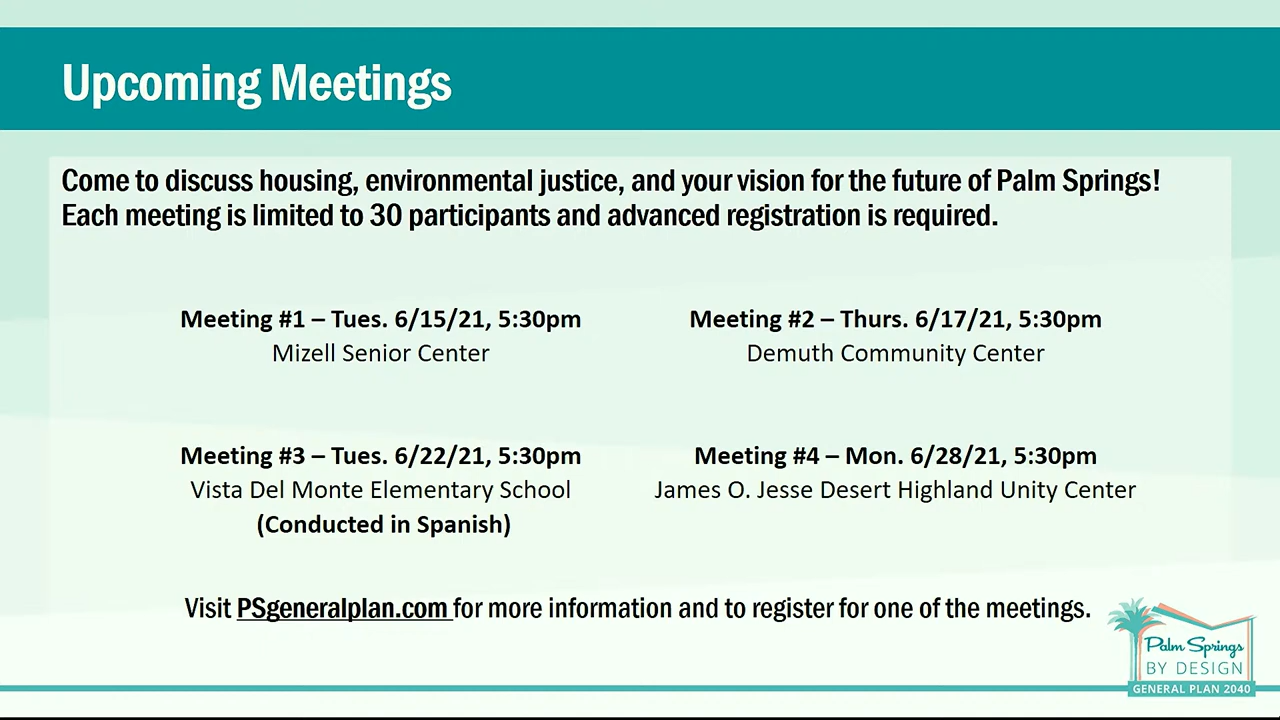 Upcoming Meetings
Come to discuss housing, environmental justice, and your vision for the future of Palm Springs!
Each meeting is limited to 30 participants and advanced registration is required.
Meeting #1 – Tues. 6/15/21, 5:30pm
Mizell Senior Center
Meeting #2 – Thurs. 6/17/21, 5:30pm
Demuth Community Center
Meeting #3 – Tues. 6/22/21, 5:30pm
Vista Del Monte Elementary School
(Conducted in Spanish)
Meeting #4 – Mon. 6/28/21, 5:30pm
James O. Jesse Desert Highland Unity Center
Visit PSgeneralplan.com for more information and to register for one of the meetings.
Palm Springs
BY DESIGN
GENERAL PLAN 2040